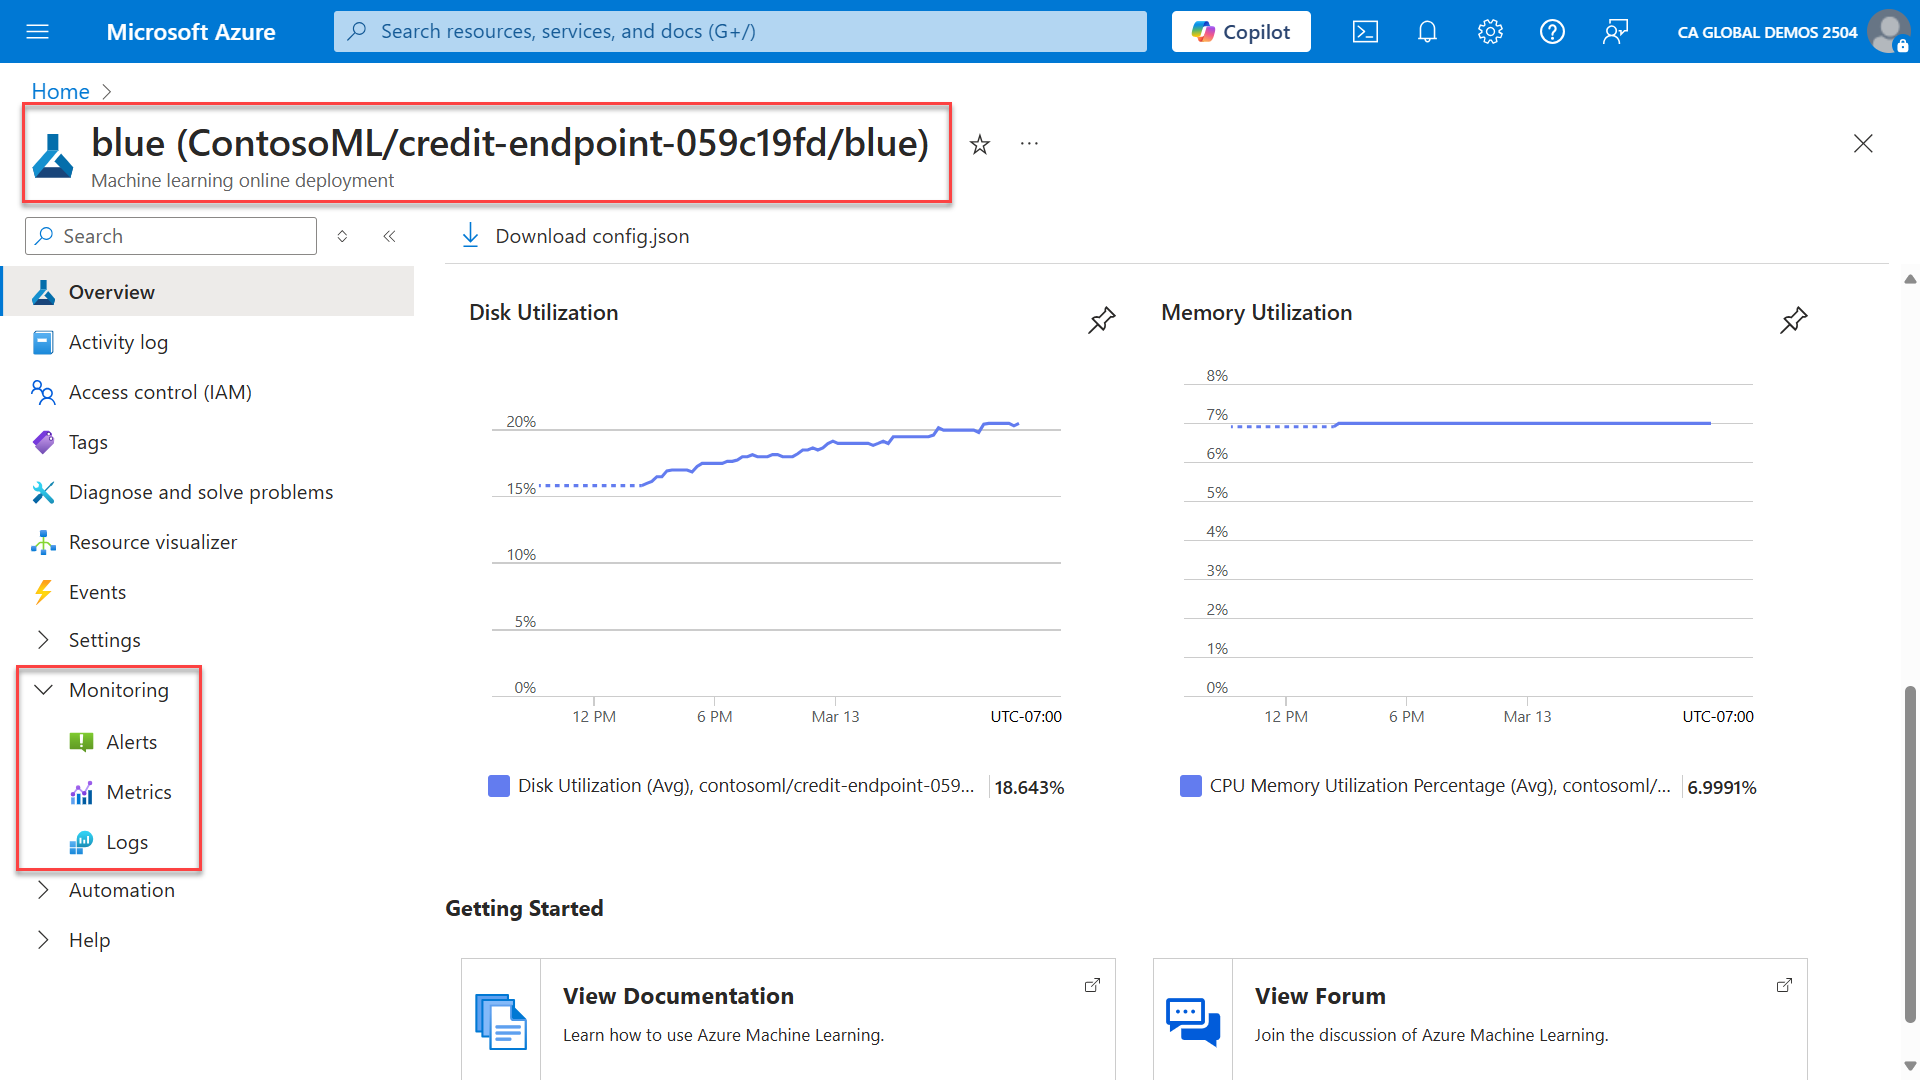 Microsoft Azure
Search resources, services, and docs (G+/)
Copilot
CA GLOBAL DEMOS 2504
Home
blue (ContosoML/credit-endpoint-059c19fd/blue)
Machine learning online deployment
Search
Download config.json
Overview
Activity log
Access control (IAM)
Tags
Diagnose and solve problems
Resource visualizer
Events
Settings
Monitoring
Alerts
Metrics
Logs
Automation
Help
Disk Utilization
20%
15%
10%
5%
0%
12 PM 6 PM Mar 13 UTC-07:00
Disk Utilization (Avg), contosoml/credit-endpoint-059... 18.643%
Memory Utilization
8%
7%
6%
5%
4%
3%
2%
1%
0%
12 PM 6 PM Mar 13 UTC-07:00
CPU Memory Utilization Percentage (Avg), contosoml/... 6.9991%
Getting Started
View Documentation
Learn how to use Azure Machine Learning.
View Forum
Join the discussion of Azure Machine Learning.